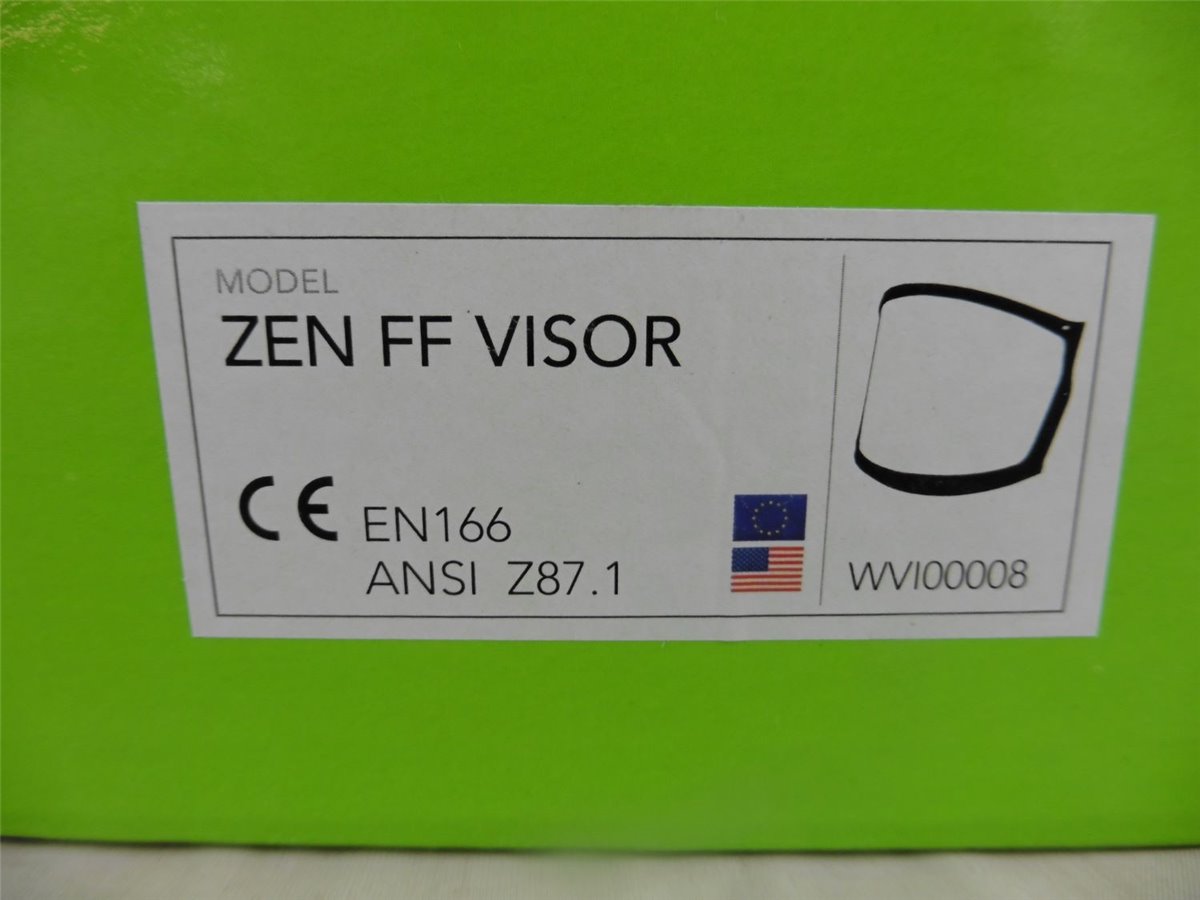 MODEL
ZEN FF VISOR
CE EN166
ANSI Z87.1
WVI00008